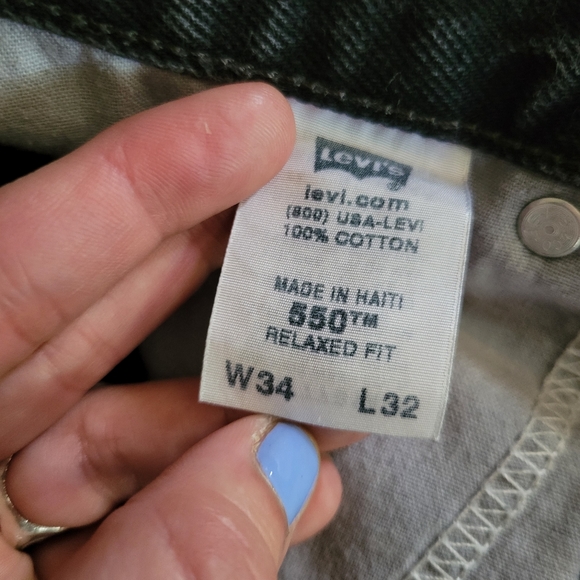 Levi's
levi.com
(800) USA-LEVI
100% COTTON
MADE IN HAITI
550™
RELAXED FIT
W34 L32